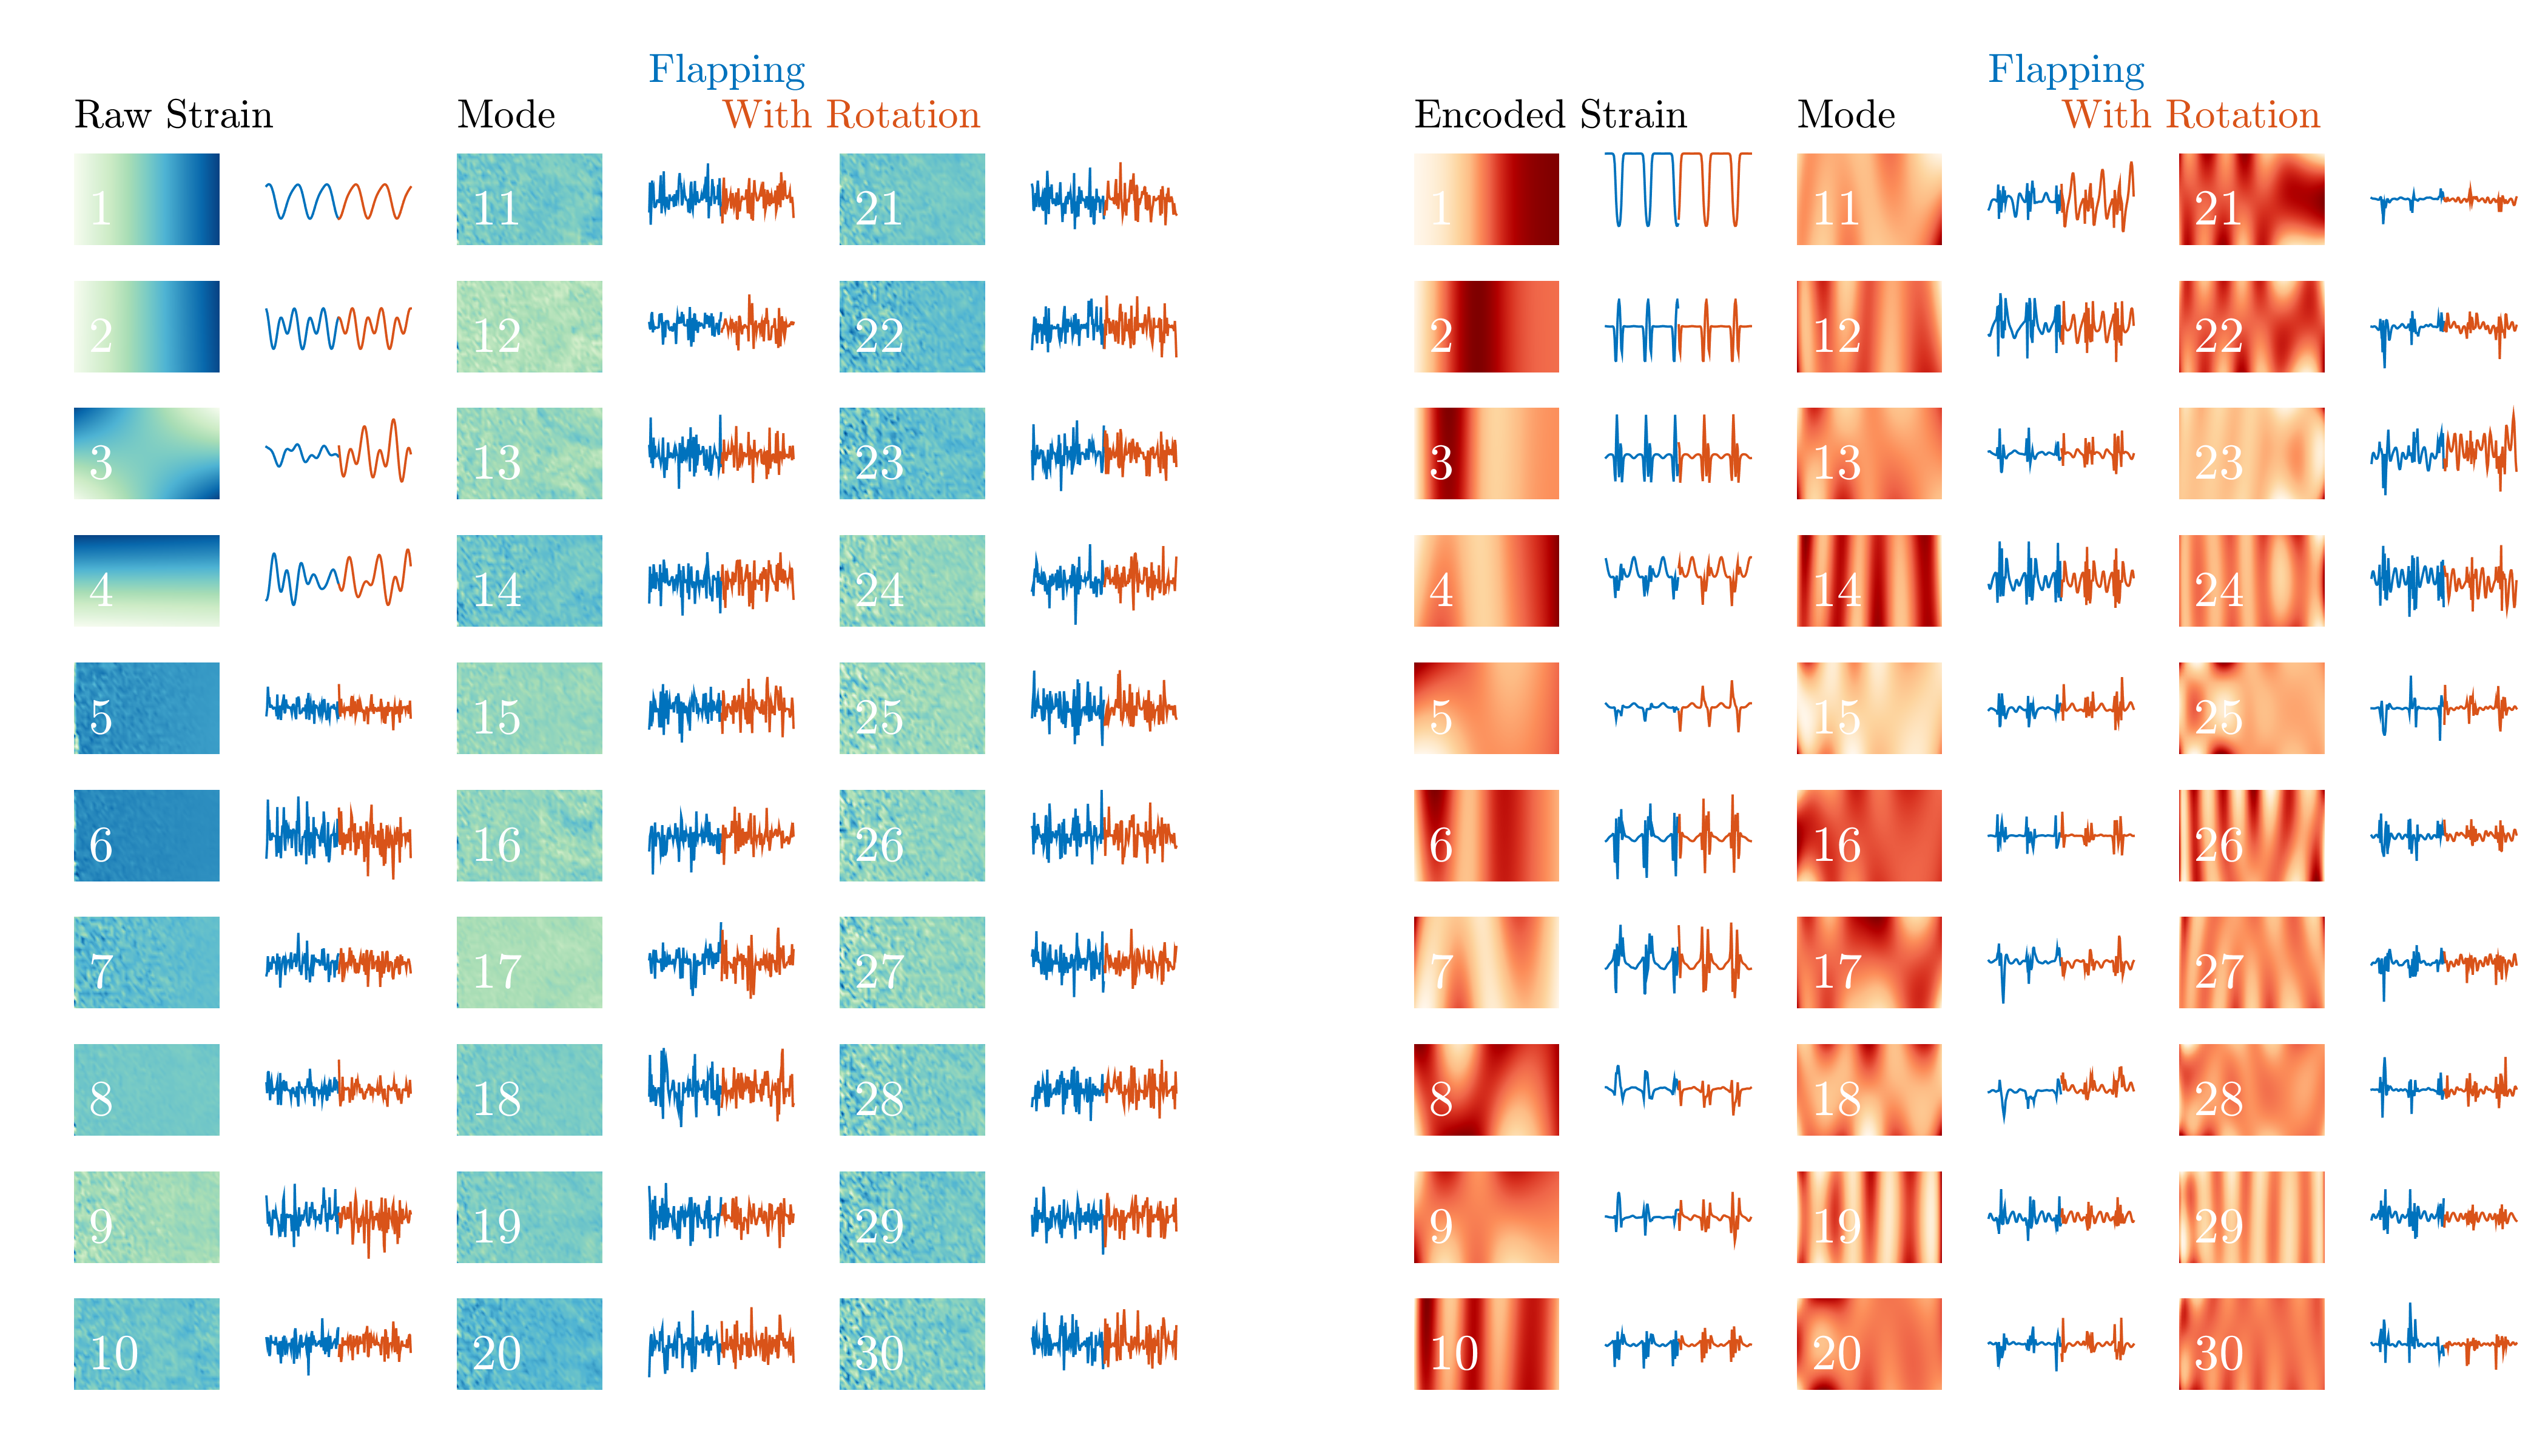 Flapping
Raw Strain Mode With Rotation
1 11 21
2 12 22
3 13 23
4 14 24
5 15 25
6 16 26
7 17 27
8 18 28
9 19 29
10 20 30
Flapping
Encoded Strain Mode With Rotation
1 11 21
2 12 22
3 13 23
4 14 24
5 15 25
6 16 26
7 17 27
8 18 28
9 19 29
10 20 30